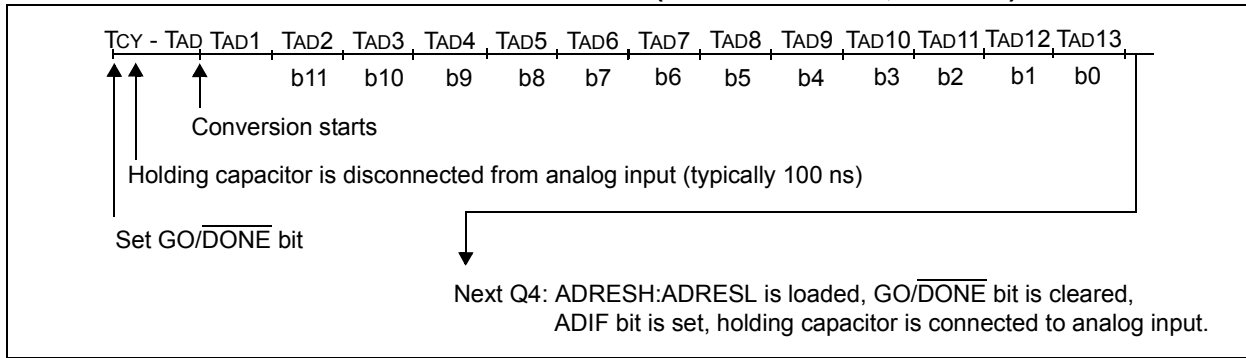 TCY - TAD TAD1 TAD2 TAD3 TAD4 TAD5 TAD6 TAD7 TAD8 TAD9 TAD10 TAD11 TAD12 TAD13
b11 b10 b9 b8 b7 b6 b5 b4 b3 b2 b1 b0
Conversion starts
Holding capacitor is disconnected from analog input (typically 100 ns)
Set GO/DONE bit
Next Q4: ADRESH:ADRESL is loaded, GO/DONE bit is cleared,
ADIF bit is set, holding capacitor is connected to analog input.